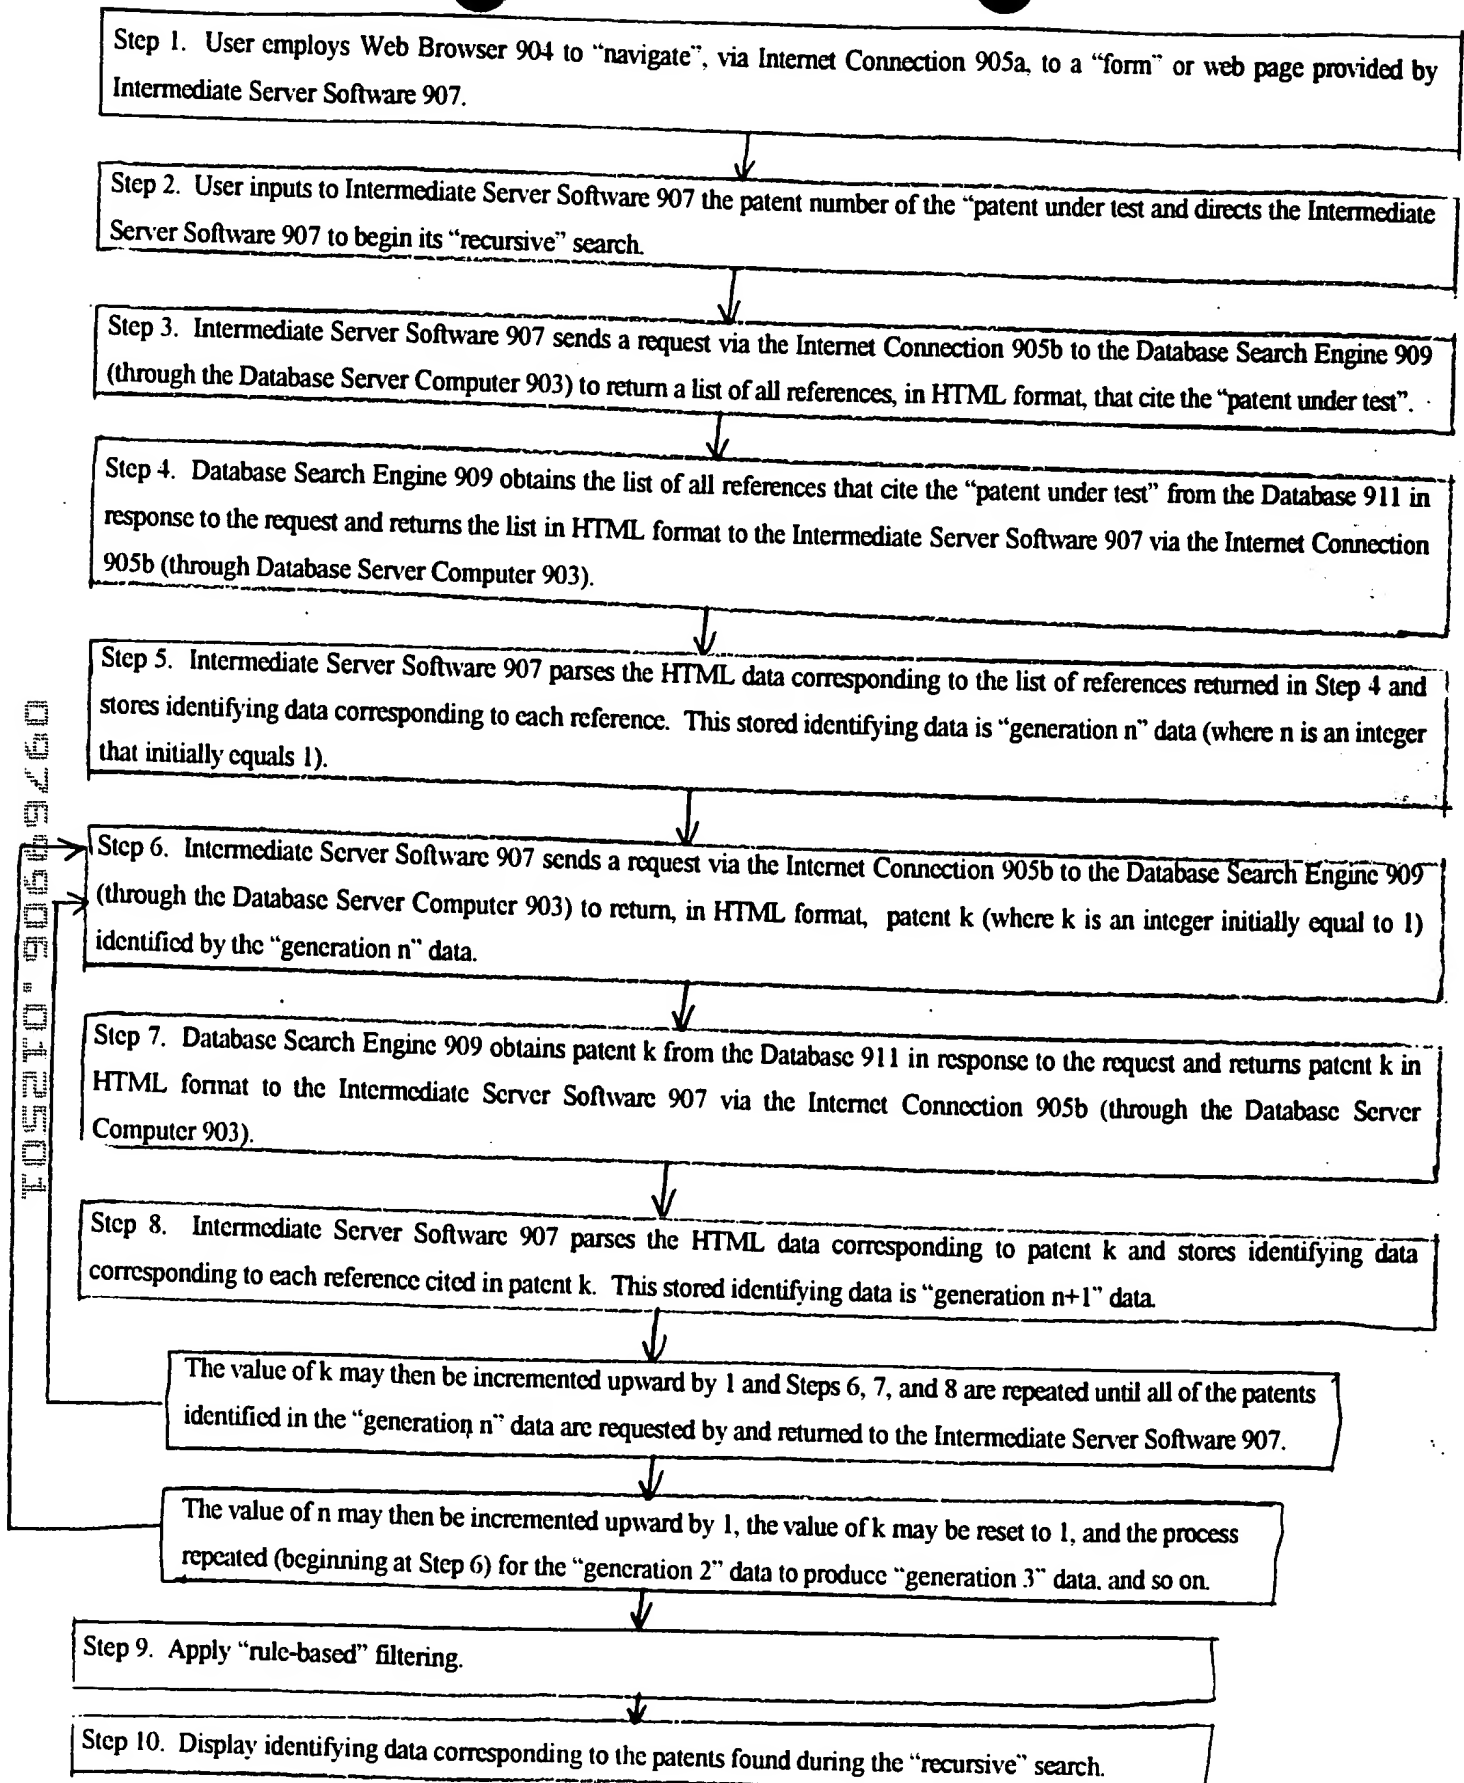 Step 1. User employs Web Browser 904 to “navigate”, via Internet Connection 905a, to a “form” or web page provided by
Intermediate Server Software 907.
Step 2. User inputs to Intermediate Server Software 907 the patent number of the “patent under test and directs the Intermediate
Server Software 907 to begin its “recursive” search.
Step 3. Intermediate Server Software 907 sends a request via the Internet Connection 905b to the Database Search Engine 909
(through the Database Server Computer 903) to return a list of all references, in HTML format, that cite the “patent under test”.
Step 4. Database Search Engine 909 obtains the list of all references that cite the “patent under test” from the Database 911 in
response to the request and returns the list in HTML format to the Intermediate Server Software 907 via the Internet Connection
905b (through Database Server Computer 903).
Step 5. Intermediate Server Software 907 parses the HTML data corresponding to the list of references returned in Step 4 and
stores identifying data corresponding to each reference. This stored identifying data is “generation n” data (where n is an integer
that initially equals 1).
Step 6. Intermediate Server Software 907 sends a request via the Internet Connection 905b to the Database Search Engine 909
(through the Database Server Computer 903) to return, in HTML format, patent k (where k is an integer initially equal to 1)
identified by the “generation n” data.
Step 7. Database Search Engine 909 obtains patent k from the Database 911 in response to the request and returns patent k in
HTML format to the Intermediate Server Software 907 via the Internet Connection 905b (through the Database Server
Computer 903).
Step 8. Intermediate Server Software 907 parses the HTML data corresponding to patent k and stores identifying data
corresponding to each reference cited in patent k. This stored identifying data is “generation n+1” data.
The value of k may then be incremented upward by 1 and Steps 6, 7, and 8 are repeated until all of the patents
identified in the “generation n” data are requested by and returned to the Intermediate Server Software 907.
The value of n may then be incremented upward by 1, the value of k may be reset to 1, and the process
repeated (beginning at Step 6) for the “generation 2” data to produce “generation 3” data. and so on.
Step 9. Apply “rule-based” filtering.
Step 10. Display identifying data corresponding to the patents found during the “recursive” search.